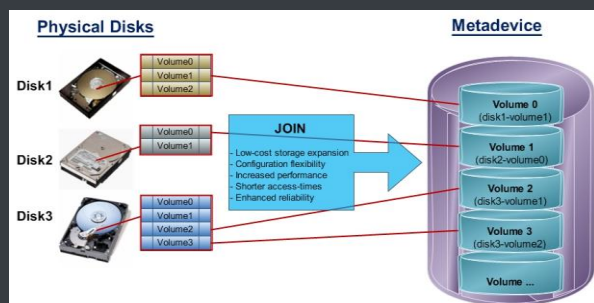 Physical Disks
Metadevice
Disk1
Volume0
Volume1
Volume2
Disk2
Volume0
Volume1
Disk3
Volume0
Volume1
Volume2
Volume3
JOIN
- Low-cost storage expansion
- Configuration flexibility
- Increased performance
- Shorter access-times
- Enhanced reliability
Volume 0
(disk1-volume1)
Volume 1
(disk2-volume0)
Volume 2
(disk3-volume1)
Volume 3
(disk3-volume2)
Volume ...